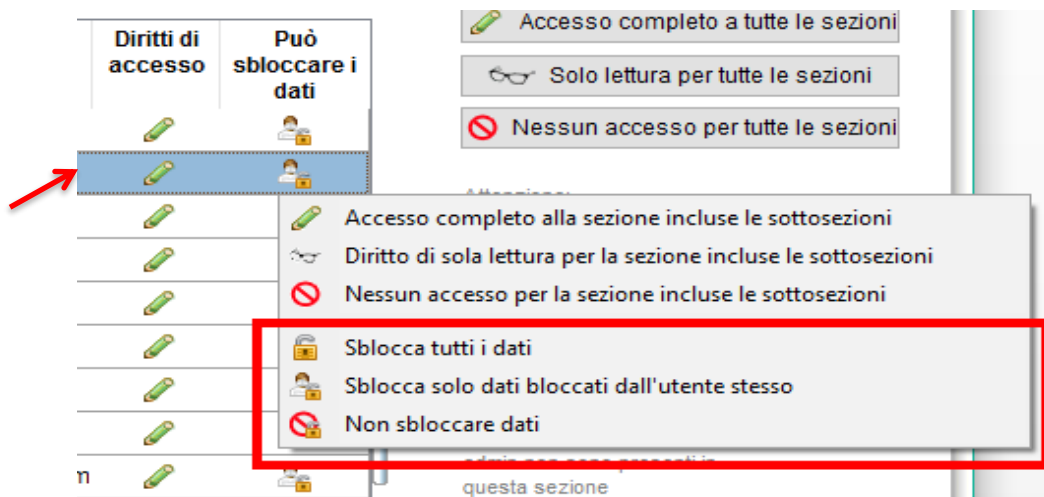 Diritti di
accesso
Può
sbloccare i
dati
Accesso completo a tutte le sezioni
Solo lettura per tutte le sezioni
Nessun accesso per tutte le sezioni
Accesso completo alla sezione incluse le sottosezioni
Diritto di sola lettura per la sezione incluse le sottosezioni
Nessun accesso per la sezione incluse le sottosezioni
Sblocca tutti i dati
Sblocca solo dati bloccati dall'utente stesso
Non sbloccare dati
m
questa sezione